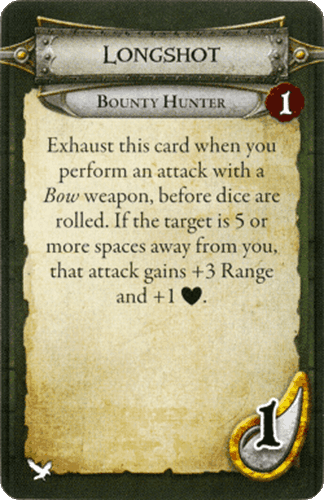 Longshot
Bounty Hunter
1
Exhaust this card when you
perform an attack with a
Bow weapon, before dice are
rolled. If the target is 5 or
more spaces away from you,
that attack gains +3 Range
and +1 ♥.
1